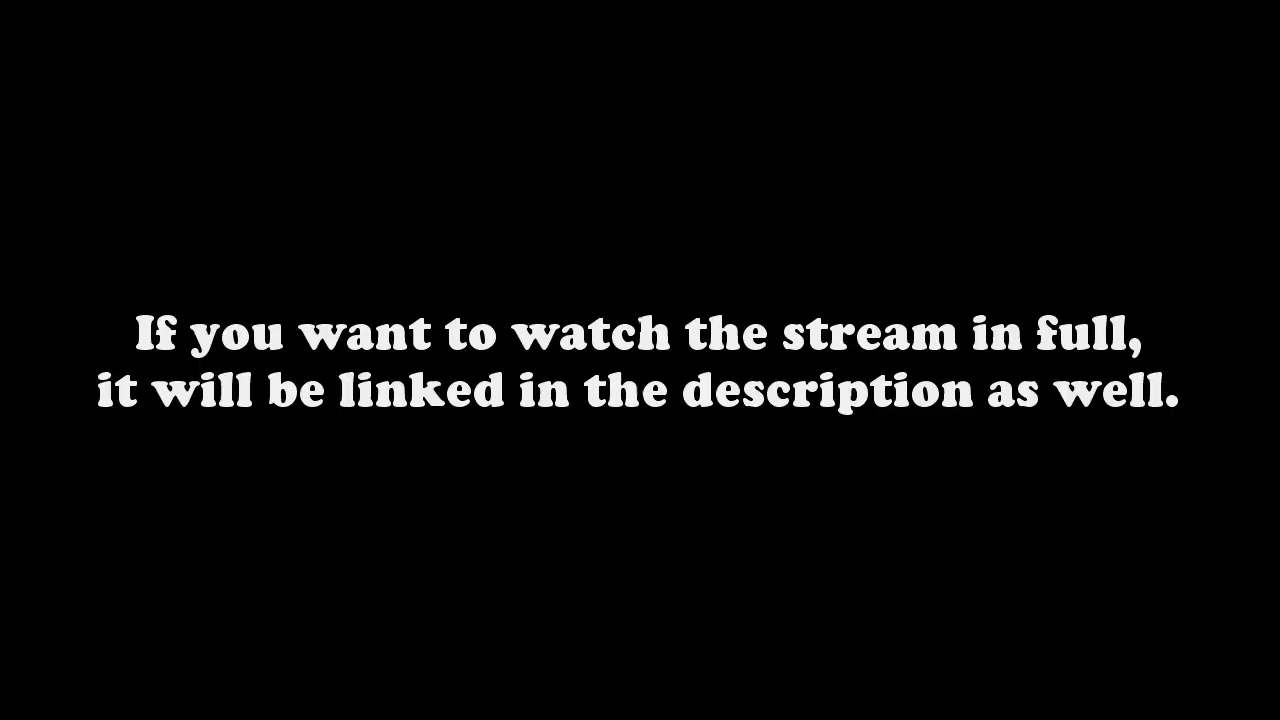 If you want to watch the stream in full,
it will be linked in the description as well.